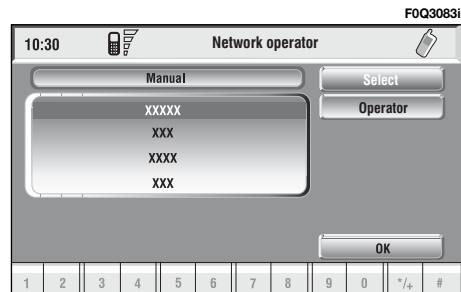 F0Q3083i
10:30 Network operator
Manual Select
XXXXX Operator
XXX
XXXX
XXX
OK
1 2 3 4 5 6 7 8 9 0 */+ #